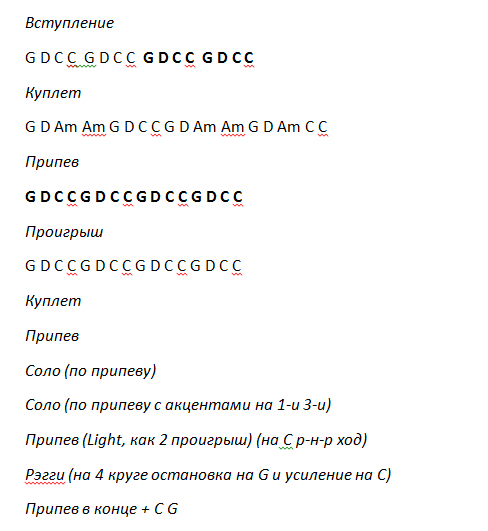 Вступление
G D C C G D C C G D C C G D C C
Куплет
G D Am Am G D C C G D Am Am G D Am C C
Припев
G D C C G D C C G D C C G D C C
Проигрыш
G D C C G D C C G D C C G D C C
Куплет
Припев
Соло (по припеву)
Соло (по припеву с акцентами на 1-и 3-и)
Припев (Light, как 2 проигрыш) (на С р-н-р ход)
Рэгги (на 4 круге остановка на G и усиление на С)
Припев в конце + C G